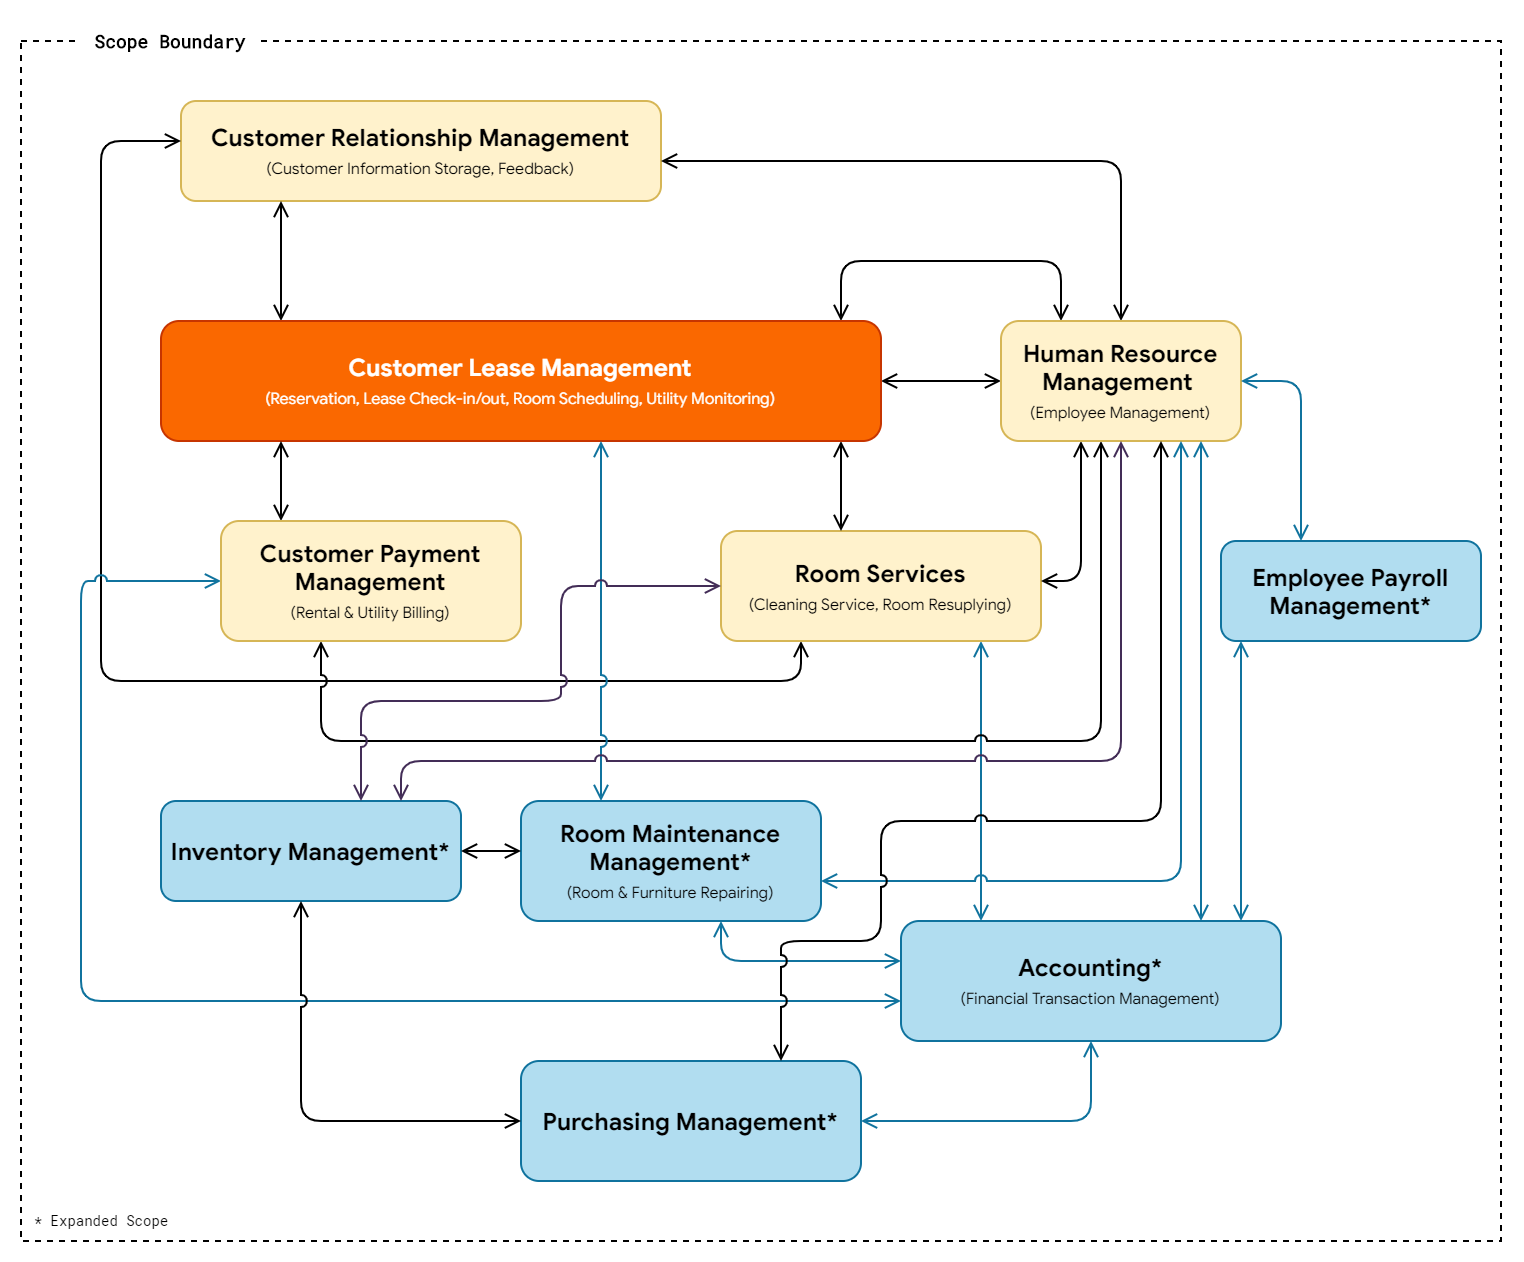 Scope Boundary
Customer Relationship Management
(Customer Information Storage, Feedback)
Customer Lease Management
(Reservation, Lease Check-in/out, Room Scheduling, Utility Monitoring)
Human Resource
Management
(Employee Management)
Customer Payment
Management
(Rental & Utility Billing)
Room Services
(Cleaning Service, Room Resuplying)
Employee Payroll
Management*
Inventory Management*
Room Maintenance
Management*
(Room & Furniture Repairing)
Accounting*
(Financial Transaction Management)
Purchasing Management*
* Expanded Scope